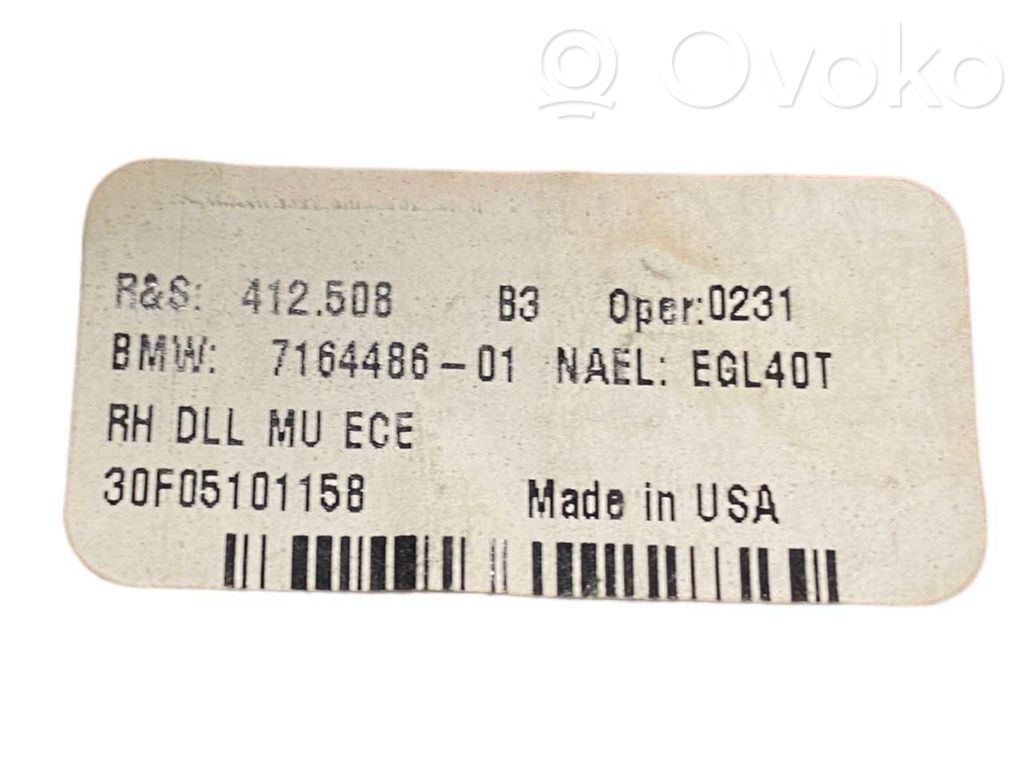 Ovoko
R&S: 412.508 B3 Oper:0231
BMW: 7164486-01 NAEL: EGL40T
RH DLL MU ECE
30F05101158 Made in USA